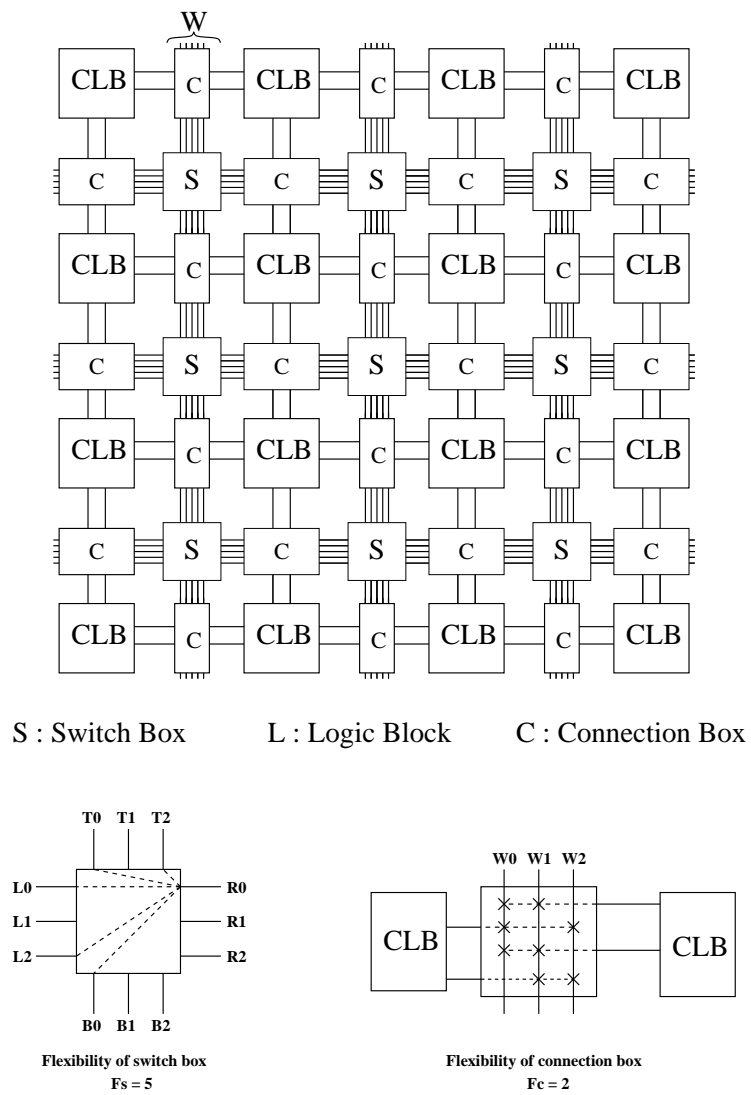 W
CLB C CLB C CLB C CLB
C S C S C S C
CLB C CLB C CLB C CLB
C S C S C S C
CLB C CLB C CLB C CLB
C S C S C S C
CLB C CLB C CLB C CLB
S : Switch Box L : Logic Block C : Connection Box
T0 T1 T2
L0 R0
L1 R1
L2 R2
B0 B1 B2
Flexibility of switch box
Fs = 5
W0 W1 W2
CLB CLB
Flexibility of connection box
Fc = 2